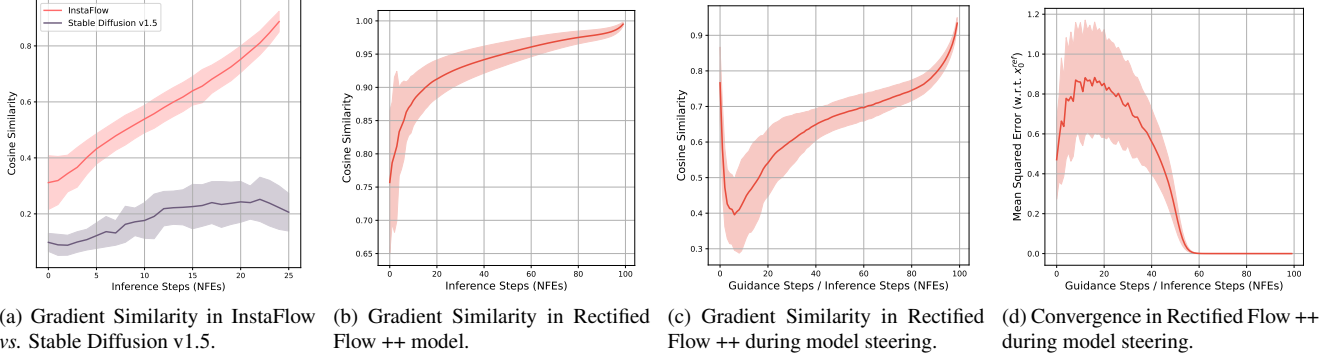 InstaFlow
Stable Diffusion v1.5
0.8
0.6
0.4
0.2
Cosine Similarity
0 5 10 15 20 25
Inference Steps (NFEs)
(a) Gradient Similarity in InstaFlow
vs. Stable Diffusion v1.5.
1.00
0.95
0.90
0.85
0.80
0.75
0.70
0.65
Cosine Similarity
0 20 40 60 80 100
Inference Steps (NFEs)
(b) Gradient Similarity in Rectified
Flow ++ model.
0.9
0.8
0.7
0.6
0.5
0.4
0.3
Cosine Similarity
0 20 40 60 80 100
Guidance Steps / Inference Steps (NFEs)
(c) Gradient Similarity in Rectified
Flow ++ during model steering.
1.2
1.0
0.8
0.6
0.4
0.2
0.0
Mean Squared Error (w.r.t. x_0^{ref})
0 20 40 60 80 100
Guidance Steps / Inference Steps (NFEs)
(d) Convergence in Rectified Flow ++
during model steering.